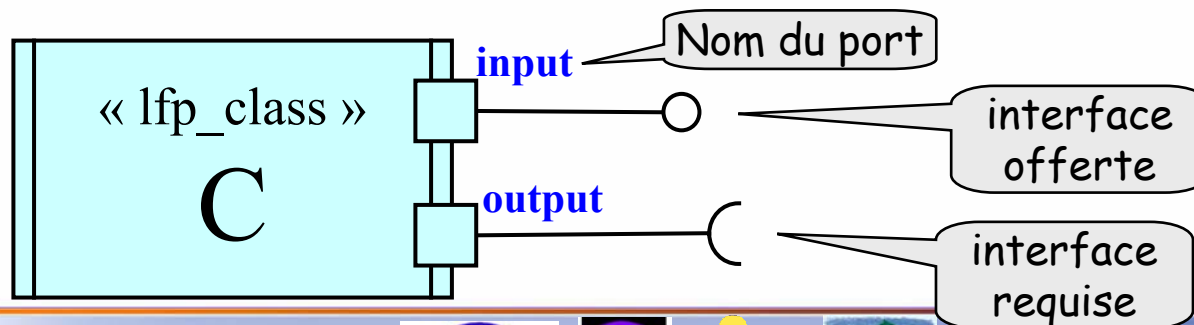 input
Nom du port
« lfp_class »
C
interface
offerte
output
interface
requise